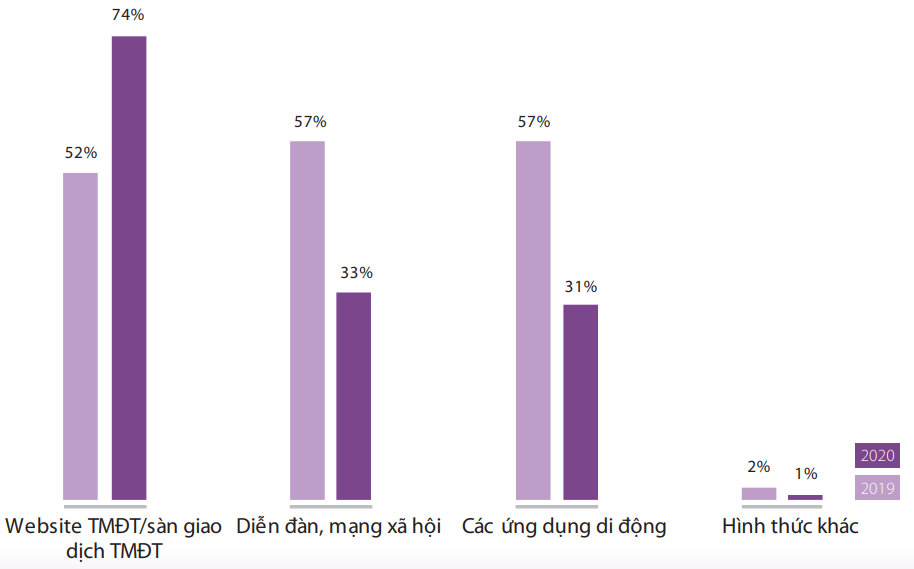 74%
52%
57%
33%
57%
31%
2%
1%
2020
2019
Website TMĐT/sàn giao
dịch TMĐT
Diễn đàn, mạng xã hội
Các ứng dụng di động
Hình thức khác